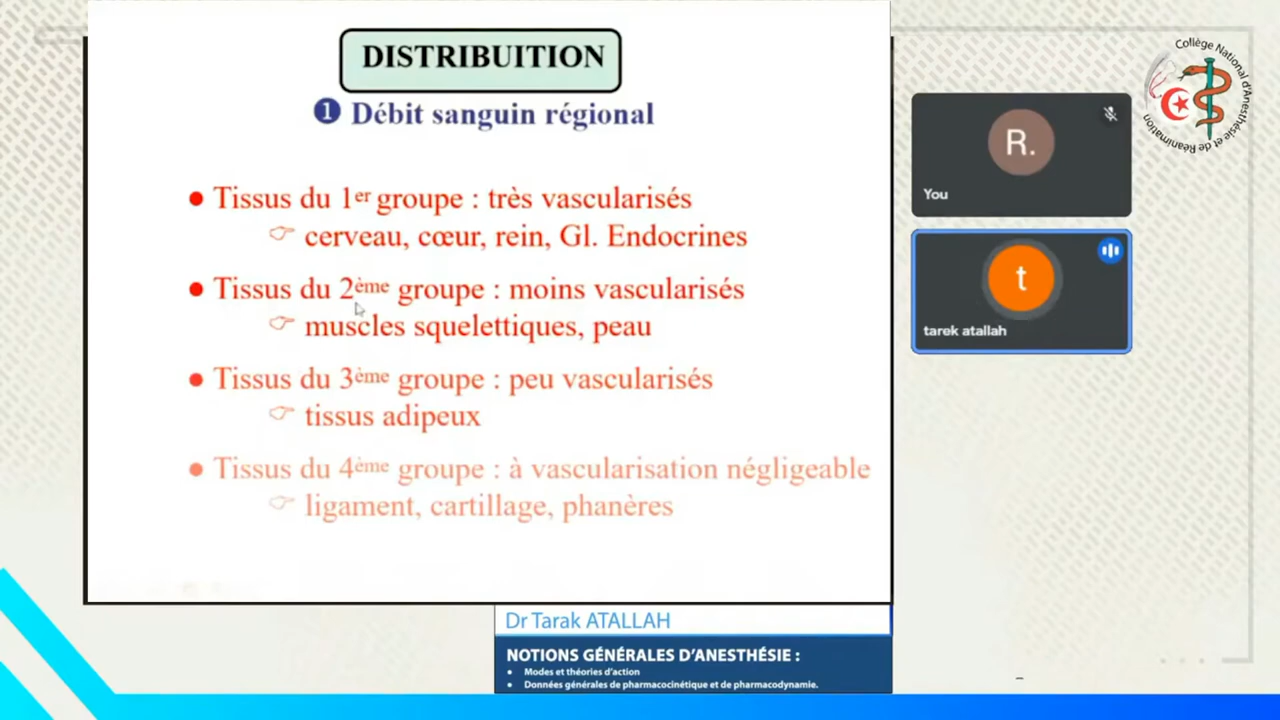 DISTRIBUITION
❶ Débit sanguin régional
● Tissus du 1er groupe : très vascularisés
☞ cerveau, cœur, rein, Gl. Endocrines
● Tissus du 2ème groupe : moins vascularisés
☞ muscles squelettiques, peau
● Tissus du 3ème groupe : peu vascularisés
☞ tissus adipeux
● Tissus du 4ème groupe : à vascularisation négligeable
☞ ligament, cartillage, phanères
Dr Tarak ATALLAH
NOTIONS GÉNÉRALES D'ANESTHÉSIE :
• Modes et théories d'action
• Données générales de pharmacocinétique et de pharmacodynamie.
R.
You
t
tarek atallah
Collège National d'Anesthésie et de Réanimation